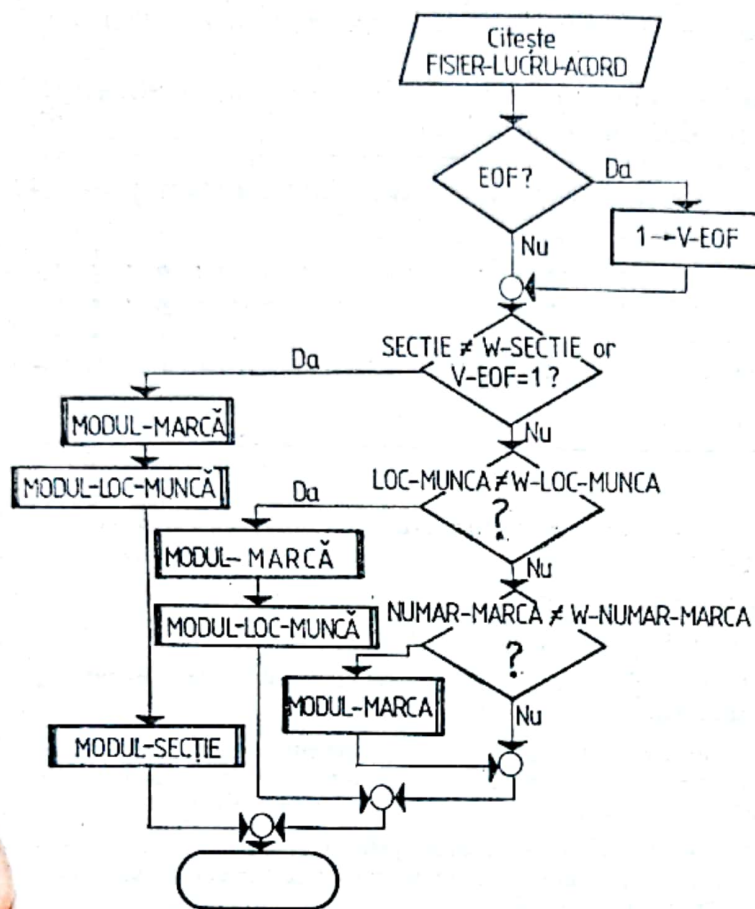 Citește
FISIER-LUCRU-ACORD
EOF?
Da
1→V-EOF
Nu
SECTIE ≠ W-SECTIE or
V-EOF=1?
Da
MODUL-MARCĂ
Nu
MODUL-LOC-MUNCĂ
LOC-MUNCA≠W-LOC-MUNCA
?
Da
MODUL-MARCĂ
Nu
MODUL-LOC-MUNCĂ
NUMAR-MARCA ≠ W-NUMAR-MARCA
?
MODUL-MARCA
Nu
MODUL-SECȚIE